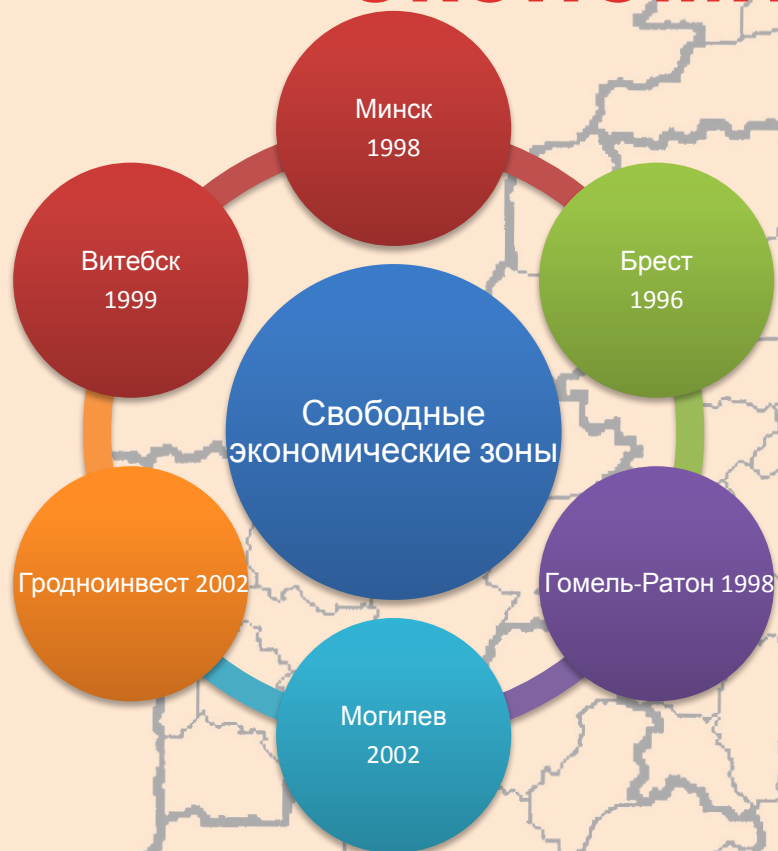 Минск
1998
Витебск
1999
Брест
1996
Свободные
экономические зоны
Гродноинвест 2002
Гомель-Ратон 1998
Могилев
2002